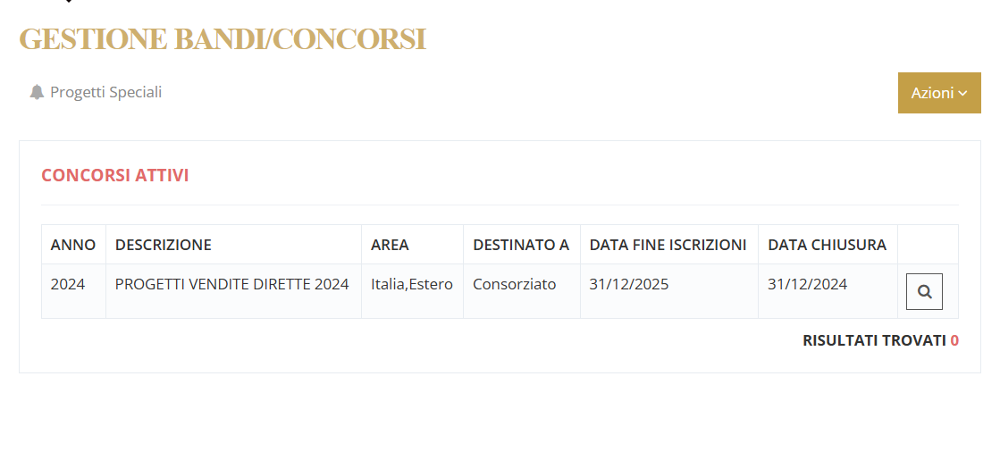 GESTIONE BANDI/CONCORSI
Progetti Speciali
Azioni
CONCORSI ATTIVI
ANNO DESCRIZIONE AREA DESTINATO A DATA FINE ISCRIZIONI DATA CHIUSURA
2024 PROGETTI VENDITE DIRETTE 2024 Italia,Estero Consorziato 31/12/2025 31/12/2024
RISULTATI TROVATI 0